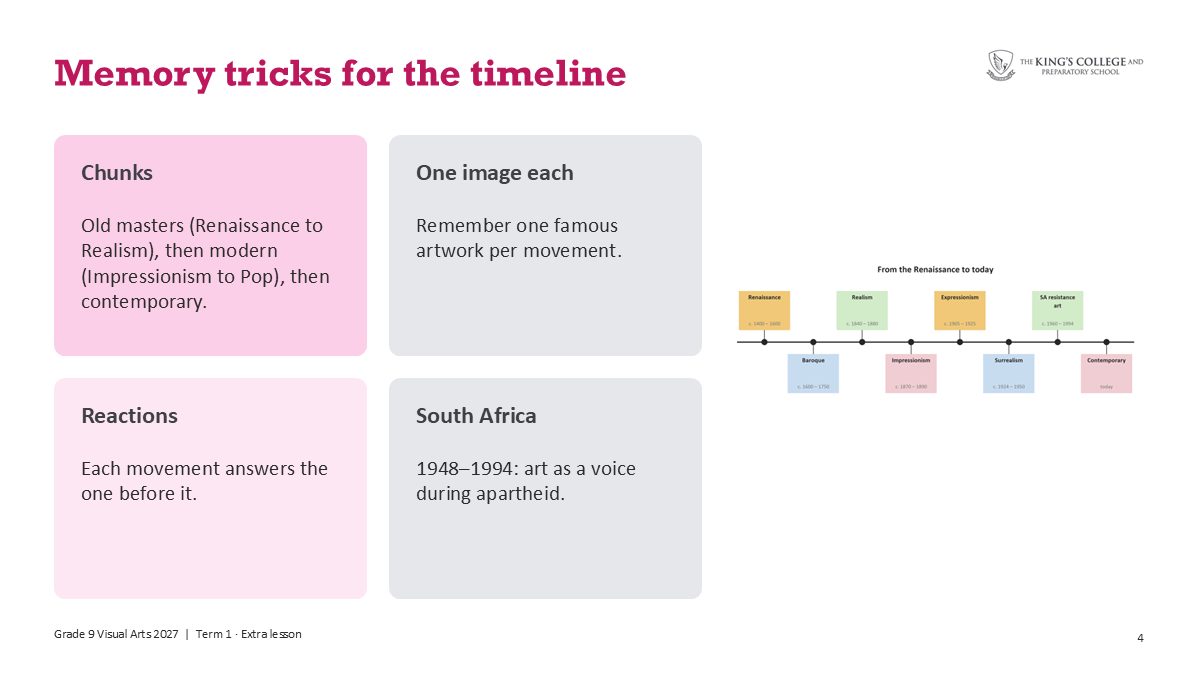 Memory tricks for the timeline
THE KING'S COLLEGE AND
PREPARATORY SCHOOL
Chunks
Old masters (Renaissance to
Realism), then modern
(Impressionism to Pop), then
contemporary.
One image each
Remember one famous
artwork per movement.
Reactions
Each movement answers the
one before it.
South Africa
1948–1994: art as a voice
during apartheid.
From the Renaissance to today
Renaissance
c. 1400 – 1600
Baroque
c. 1600 – 1750
Realism
c. 1840 – 1880
Impressionism
c. 1870 – 1890
Expressionism
c. 1905 – 1925
Surrealism
c. 1924 – 1950
SA resistance
art
c. 1960 – 1994
Contemporary
today
Grade 9 Visual Arts 2027 | Term 1 · Extra lesson
4